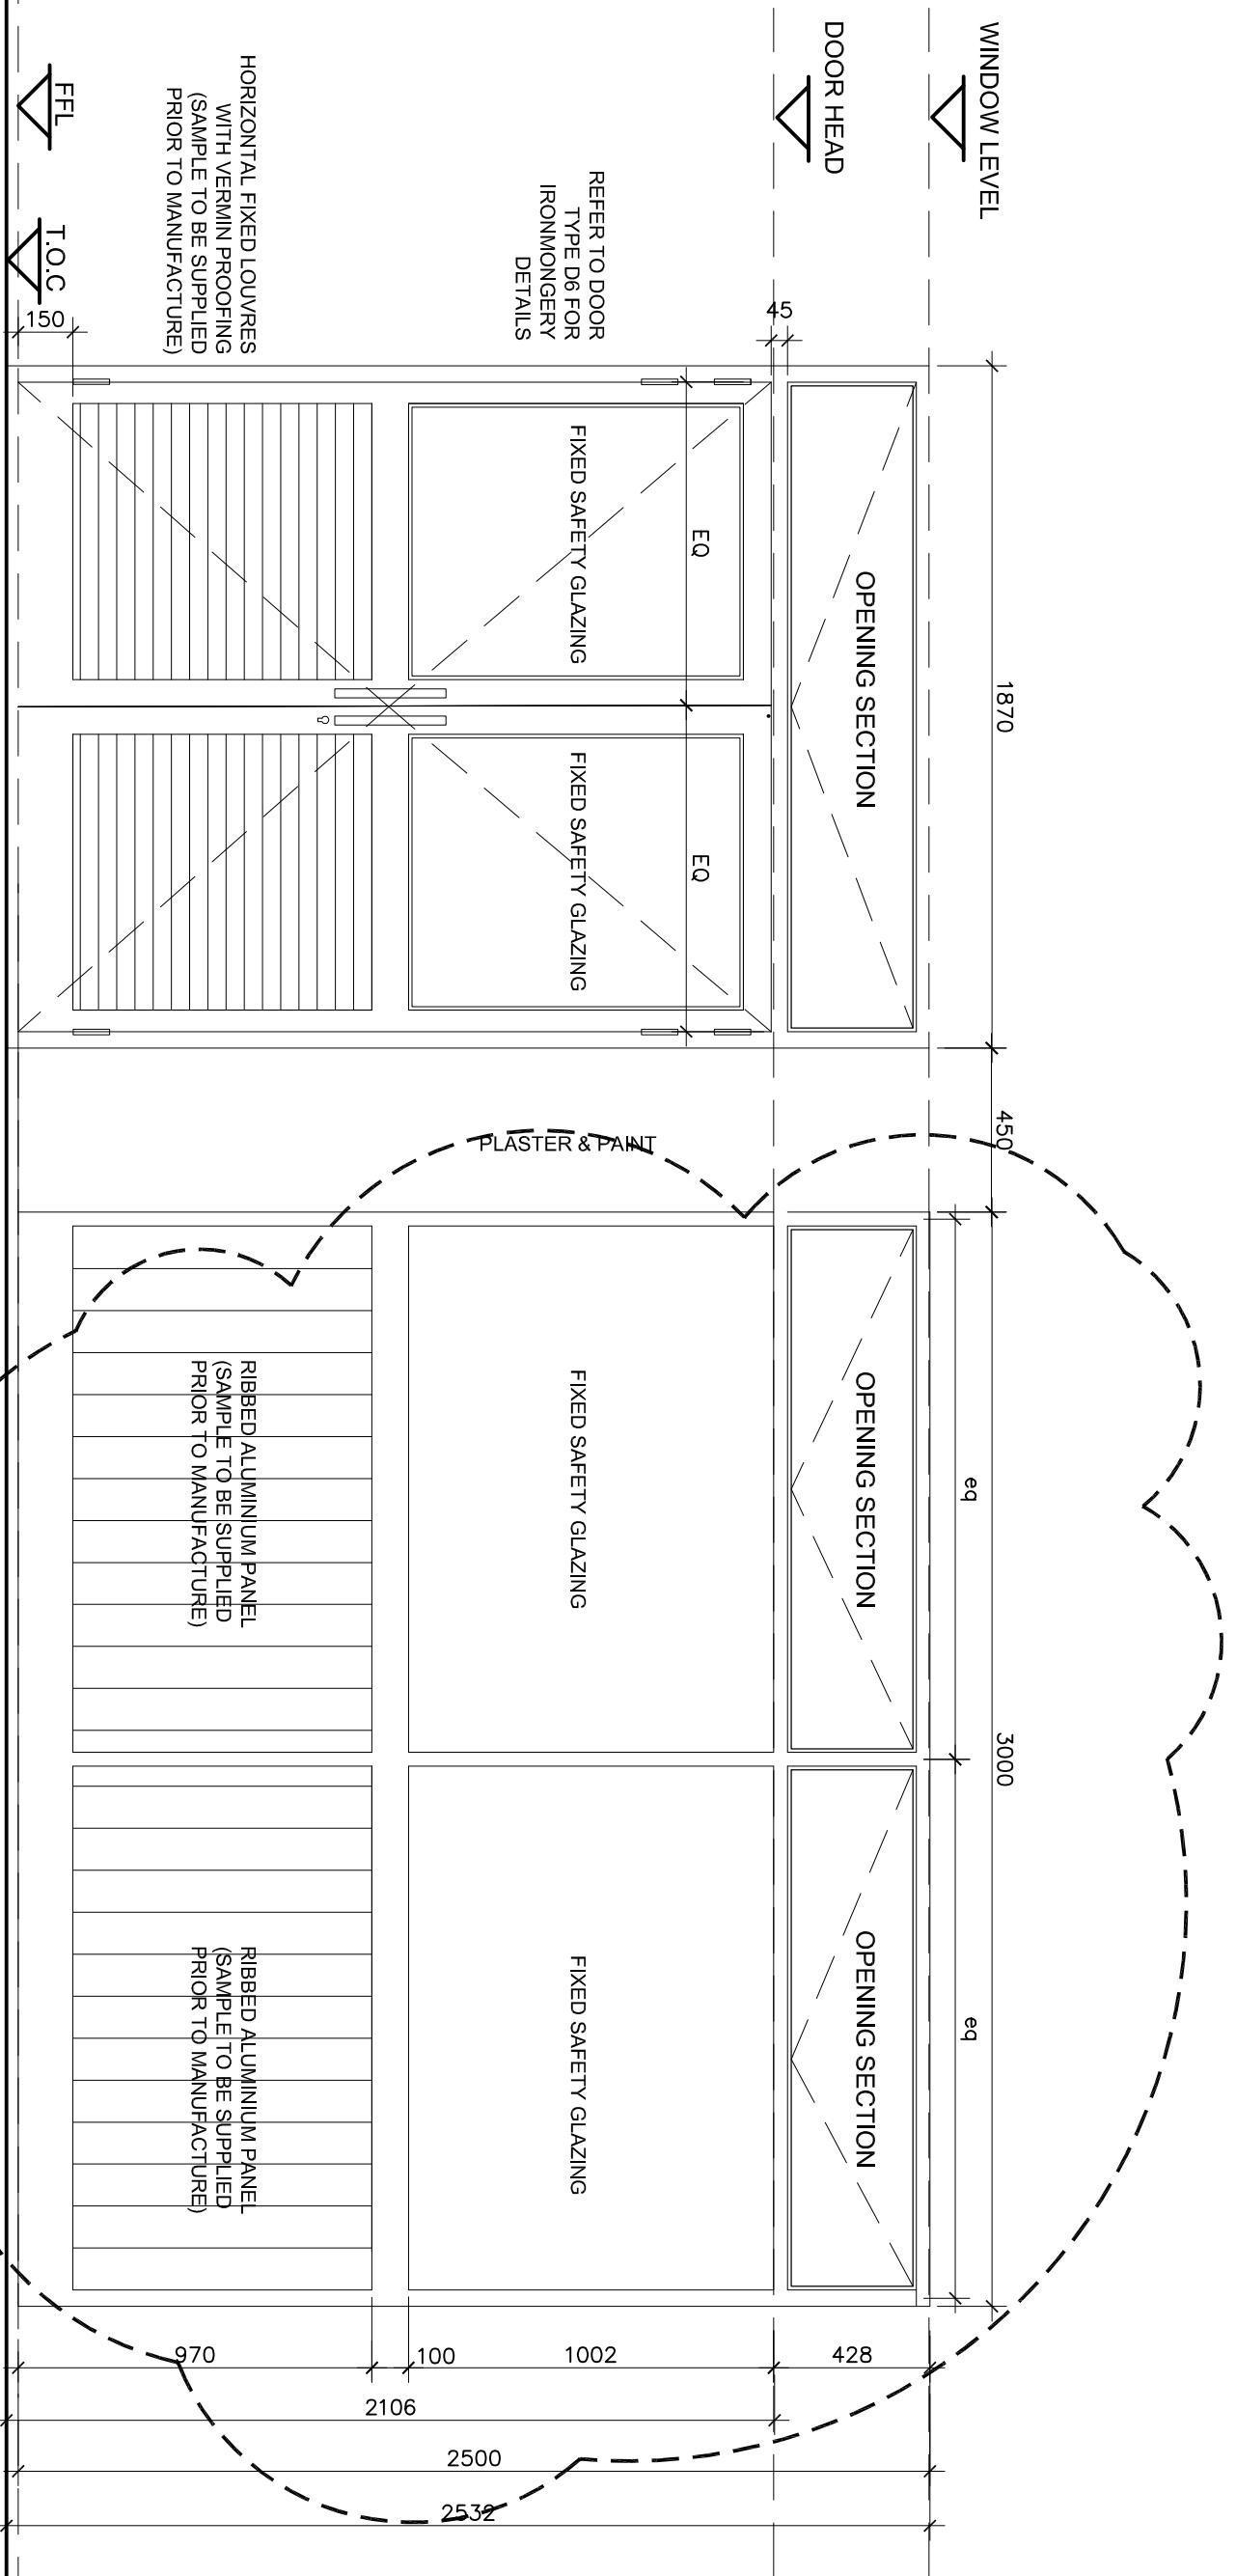 WINDOW LEVEL
DOOR HEAD
REFER TO DOOR
TYPE D6 FOR
IRONMONGERY
DETAILS
HORIZONTAL FIXED LOUVRES
WITH VERMIN PROOFING
(SAMPLE TO BE SUPPLIED
PRIOR TO MANUFACTURE)
FFL
T.O.C
1870
450
3000
eq
eq
45
150
OPENING SECTION
OPENING SECTION
OPENING SECTION
EQ
EQ
FIXED SAFETY GLAZING
FIXED SAFETY GLAZING
PLASTER & PAINT
FIXED SAFETY GLAZING
FIXED SAFETY GLAZING
RIBBED ALUMINIUM PANEL
(SAMPLE TO BE SUPPLIED
PRIOR TO MANUFACTURE)
RIBBED ALUMINIUM PANEL
(SAMPLE TO BE SUPPLIED
PRIOR TO MANUFACTURE)
428
1002
100
970
2106
2500
2532